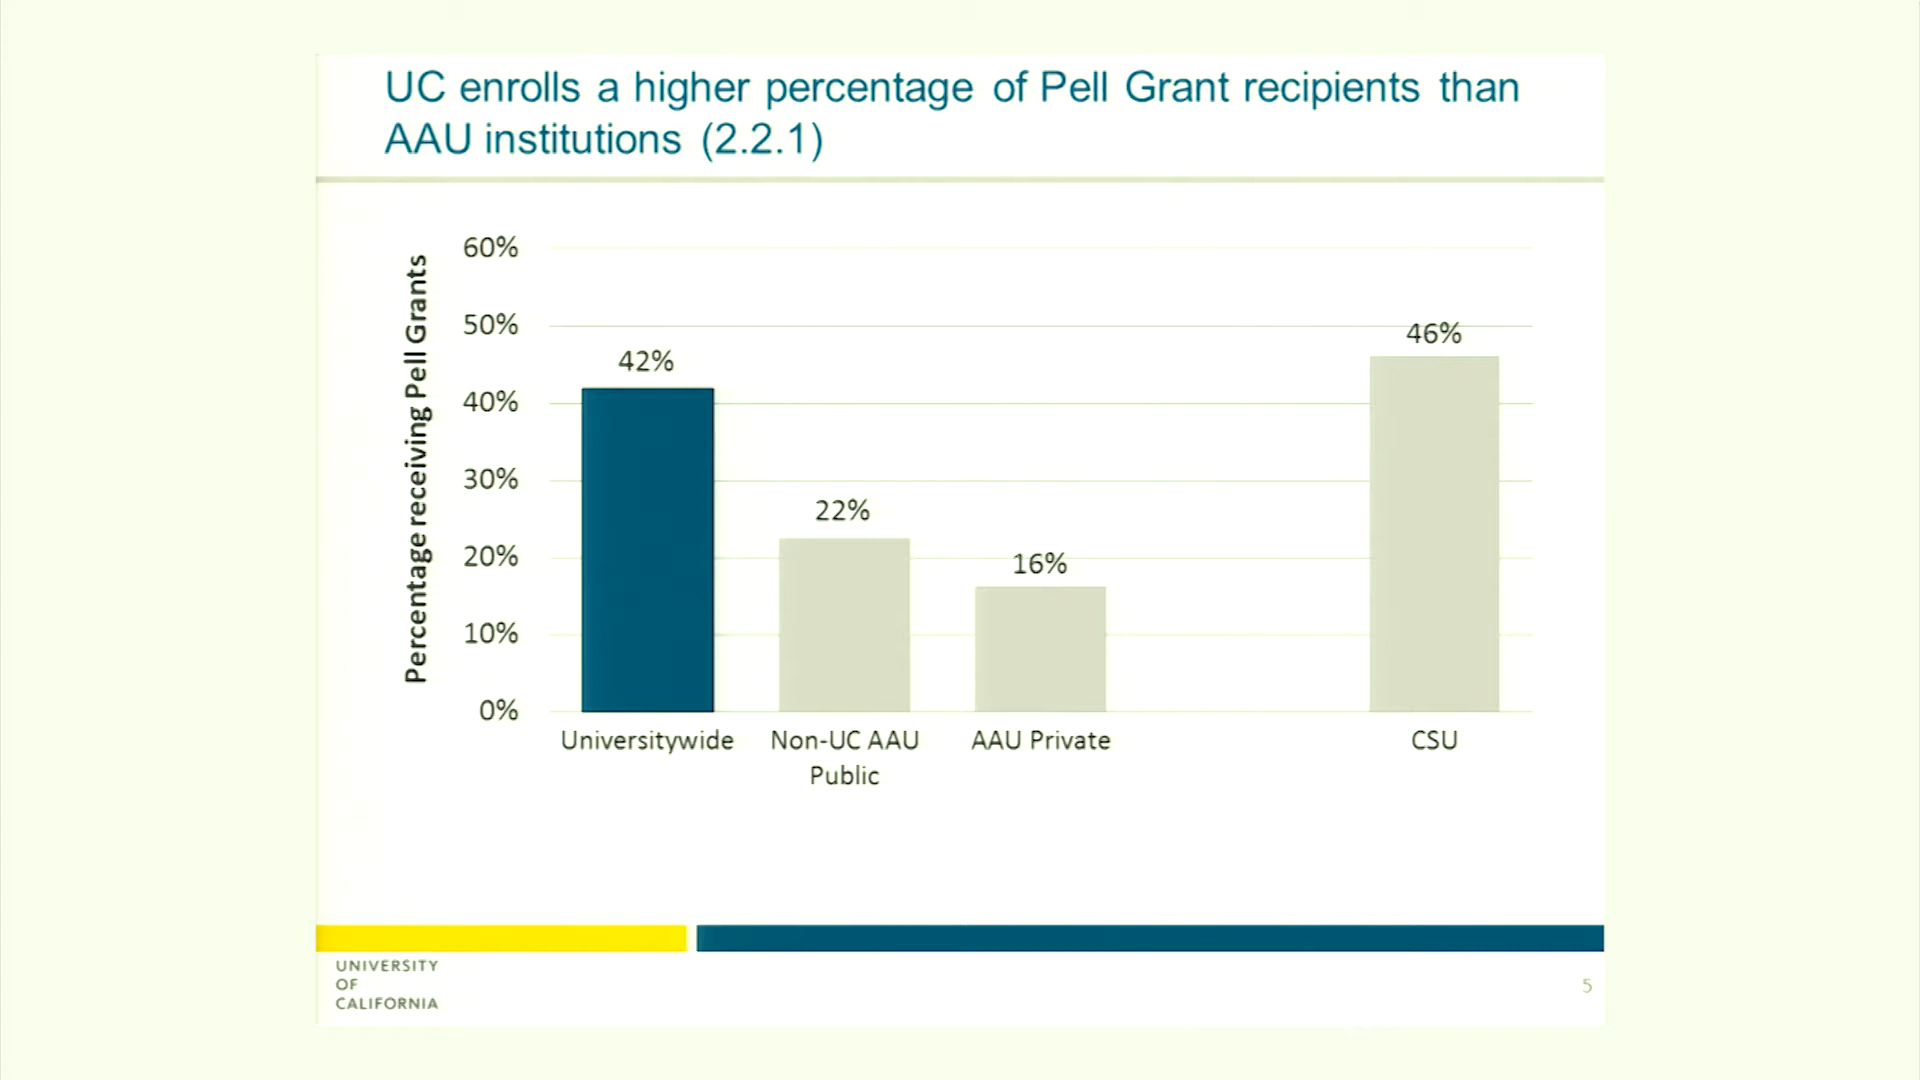 UC enrolls a higher percentage of Pell Grant recipients than
AAU institutions (2.2.1)
Percentage receiving Pell Grants
60%
50%
40%
30%
20%
10%
0%
42%
22%
16%
46%
Universitywide
Non-UC AAU
Public
AAU Private
CSU
UNIVERSITY
OF
CALIFORNIA
5